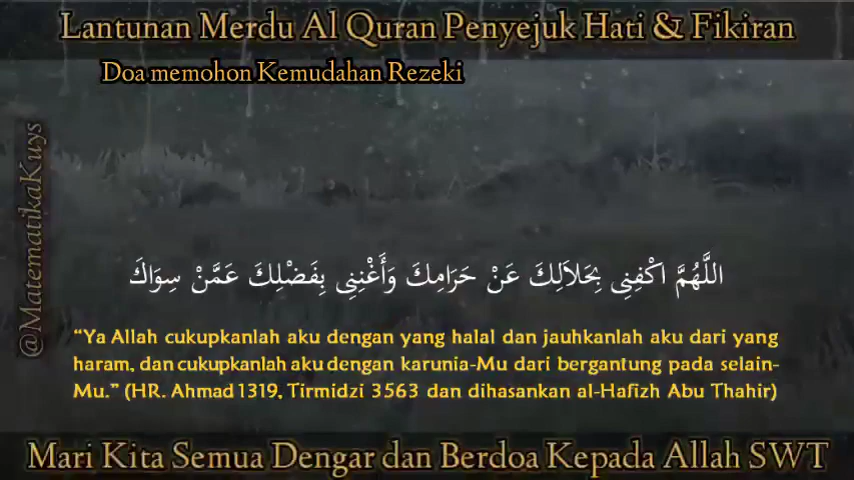 Lantunan Merdu Al Quran Penyejuk Hati & Fikiran
Doa memohon Kemudahan Rezeki
@MatematikaKuys
اللَّهُمَّ اكْفِنِى بِحَلاَلِكَ عَنْ حَرَامِكَ وَأَغْنِنِى بِفَضْلِكَ عَمَّنْ سِوَاكَ
“Ya Allah cukupkanlah aku dengan yang halal dan jauhkanlah aku dari yang
haram, dan cukupkanlah aku dengan karunia-Mu dari bergantung pada selain-
Mu.” (HR. Ahmad 1319, Tirmidzi 3563 dan dihasankan al-Hafizh Abu Thahir)
Mari Kita Semua Dengar dan Berdoa Kepada Allah SWT